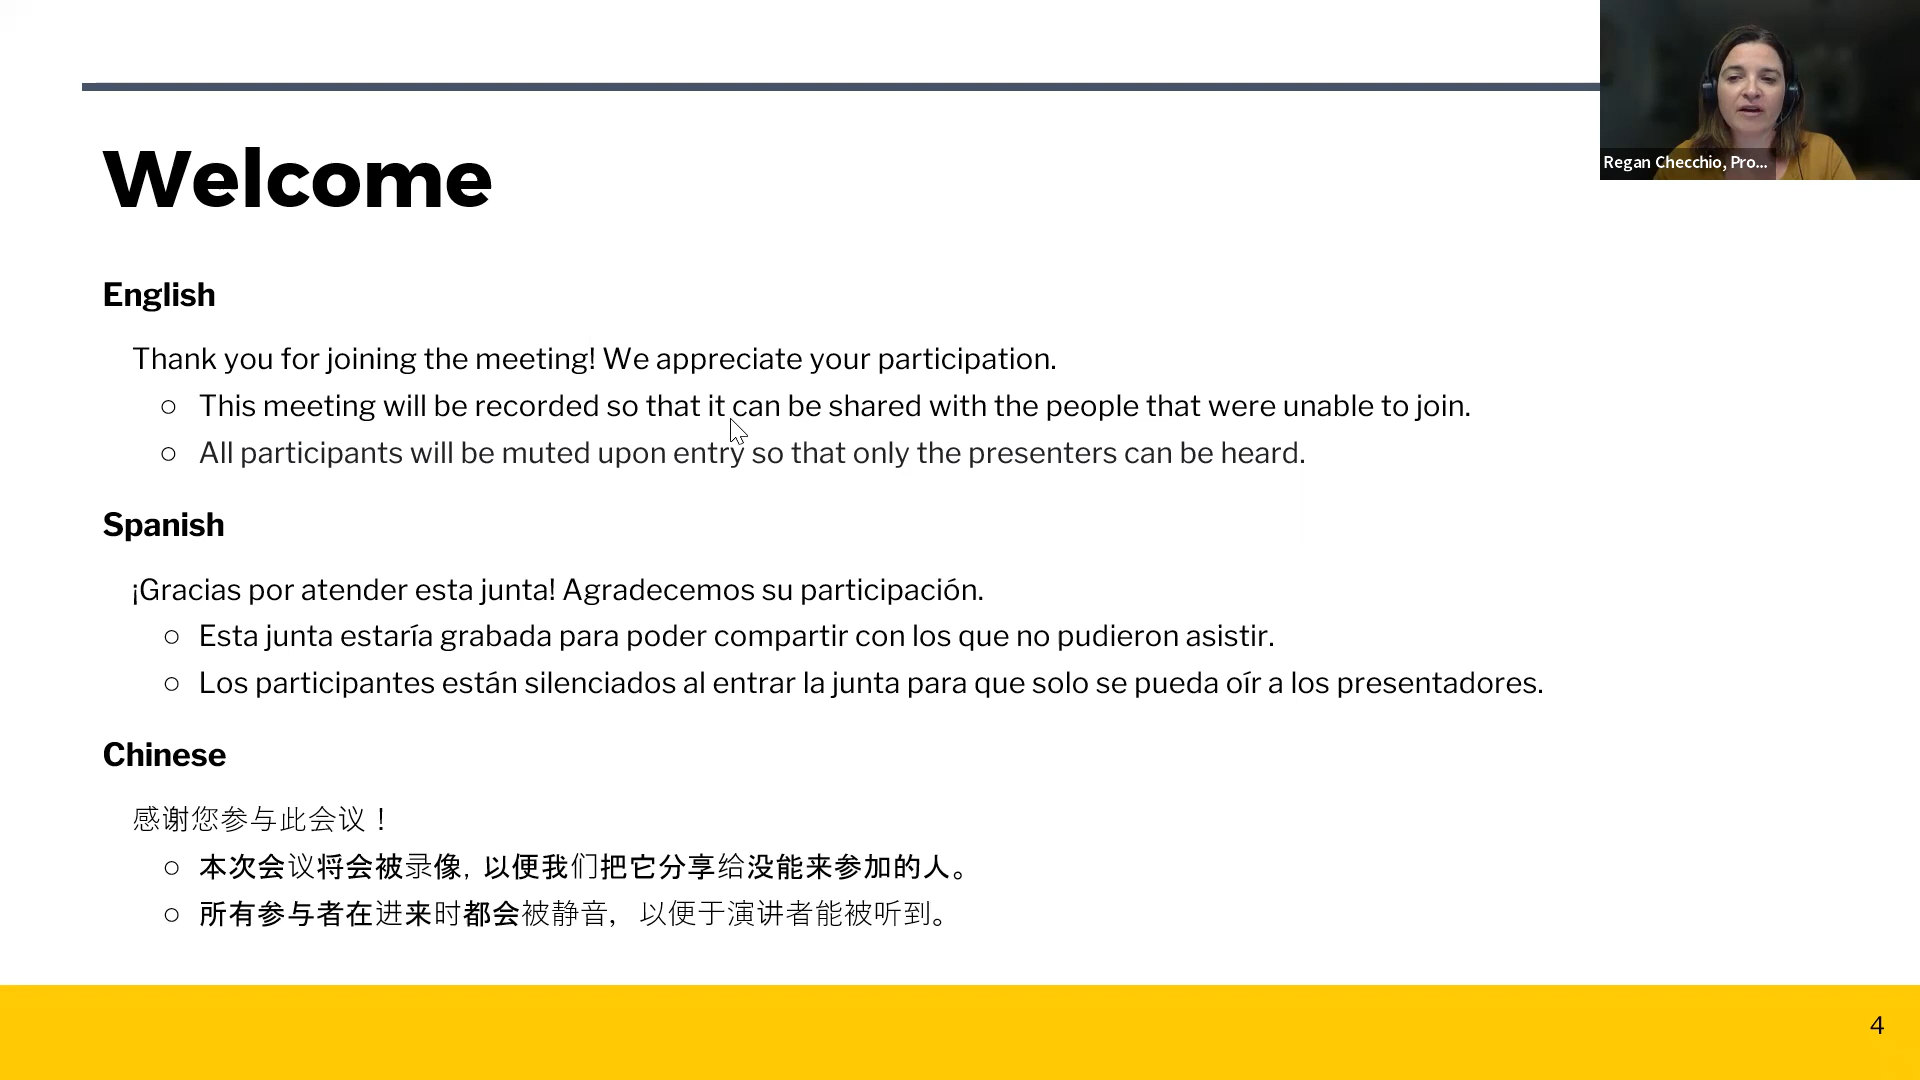 Regan Checchio, Pro...
Welcome
English
Thank you for joining the meeting! We appreciate your participation.
○ This meeting will be recorded so that it can be shared with the people that were unable to join.
○ All participants will be muted upon entry so that only the presenters can be heard.
Spanish
¡Gracias por atender esta junta! Agradecemos su participación.
○ Esta junta estaría grabada para poder compartir con los que no pudieron asistir.
○ Los participantes están silenciados al entrar la junta para que solo se pueda oír a los presentadores.
Chinese
感谢您参与此会议！
○ 本次会议将会被录像, 以便我们把它分享给没能来参加的人。
○ 所有参与者在进来时都会被静音，以便于演讲者能被听到。
4